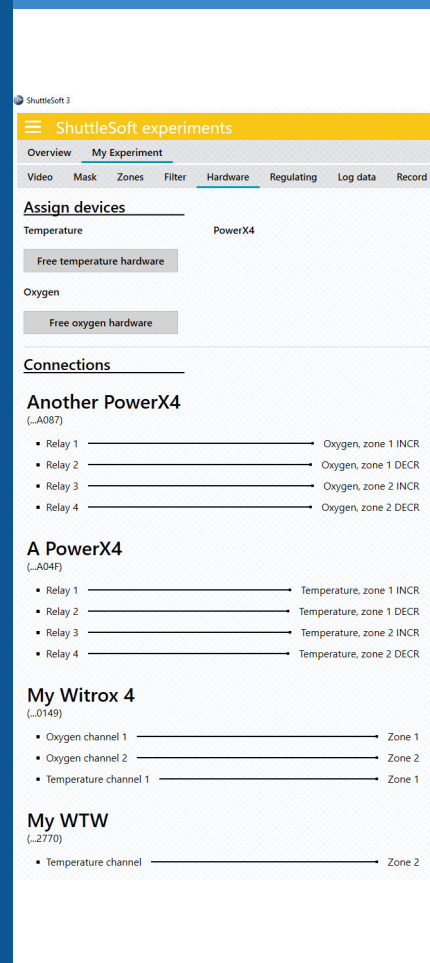 ShuttleSoft 3
ShuttleSoft experiments
Overview My Experiment
Video Mask Zones Filter Hardware Regulating Log data Record
Assign devices
Temperature PowerX4
Free temperature hardware
Oxygen
Free oxygen hardware
Connections
Another PowerX4
(...A087)
Relay 1 Oxygen, zone 1 INCR
Relay 2 Oxygen, zone 1 DECR
Relay 3 Oxygen, zone 2 INCR
Relay 4 Oxygen, zone 2 DECR
A PowerX4
(...A04F)
Relay 1 Temperature, zone 1 INCR
Relay 2 Temperature, zone 1 DECR
Relay 3 Temperature, zone 2 INCR
Relay 4 Temperature, zone 2 DECR
My Witrox 4
(...0149)
Oxygen channel 1 Zone 1
Oxygen channel 2 Zone 2
Temperature channel 1 Zone 1
My WTW
(...2770)
Temperature channel Zone 2